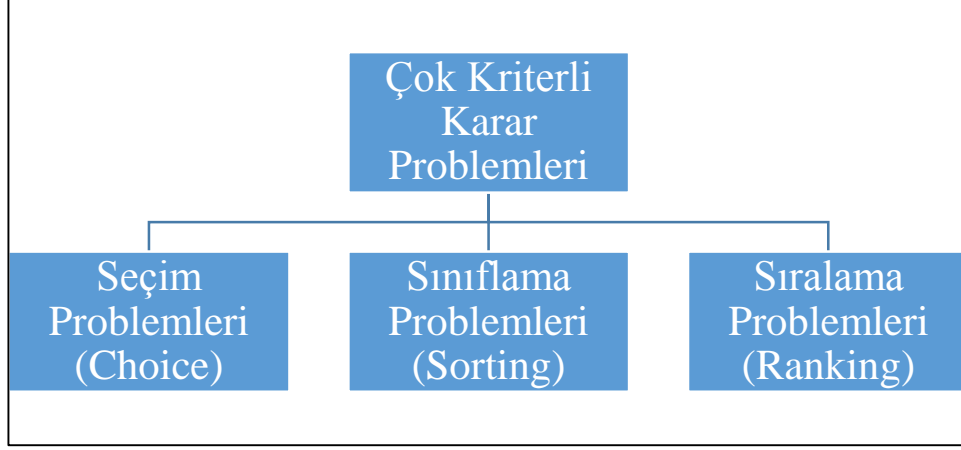 Çok Kriterli
Karar
Problemleri
Seçim
Problemleri
(Choice)
Sınıflama
Problemleri
(Sorting)
Sıralama
Problemleri
(Ranking)